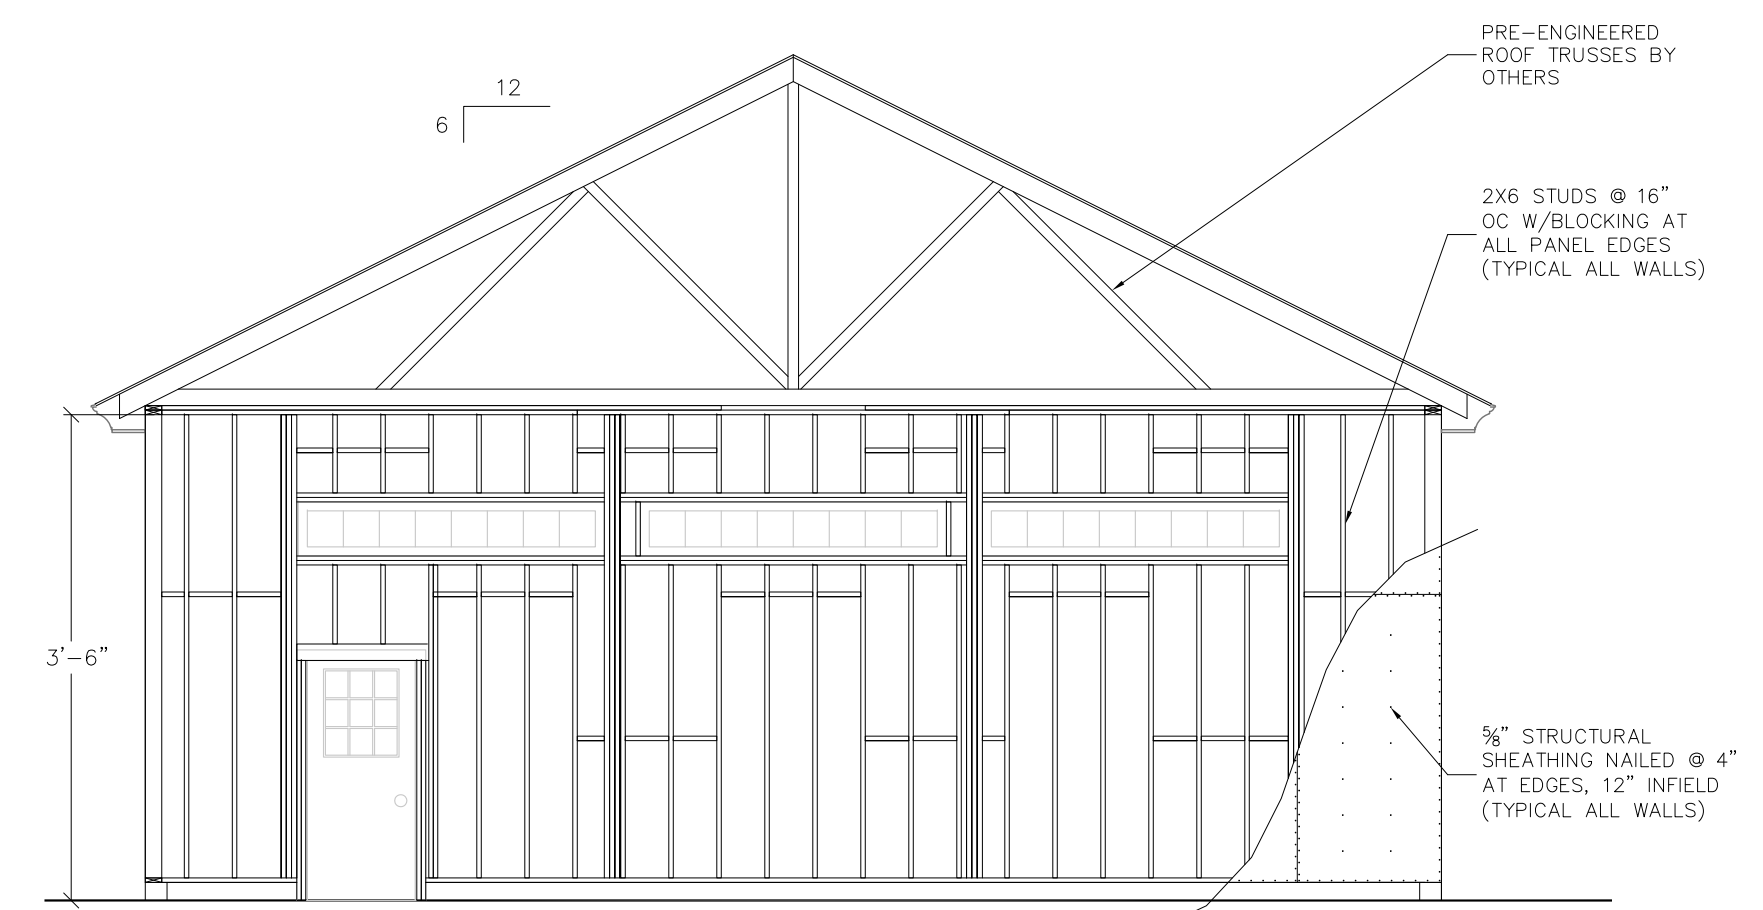 12
6
PRE-ENGINEERED
ROOF TRUSSES BY
OTHERS
2X6 STUDS @ 16"
OC W/BLOCKING AT
ALL PANEL EDGES
(TYPICAL ALL WALLS)
3'-6"
⅝" STRUCTURAL
SHEATHING NAILED @ 4"
AT EDGES, 12" INFIELD
(TYPICAL ALL WALLS)